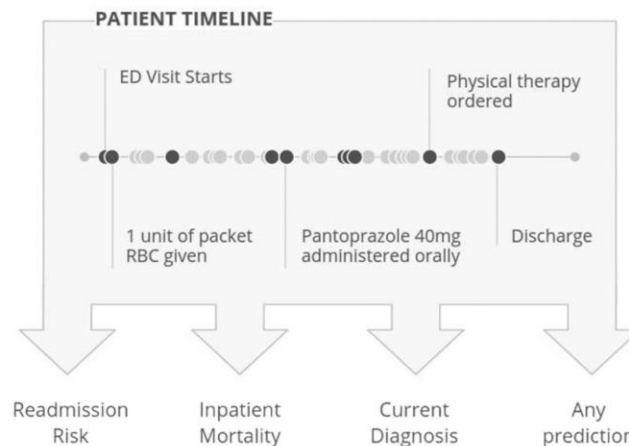 PATIENT TIMELINE
ED Visit Starts
Physical therapy
ordered
1 unit of packet
RBC given
Pantoprazole 40mg
administered orally
Discharge
Readmission
Risk
Inpatient
Mortality
Current
Diagnosis
Any
prediction